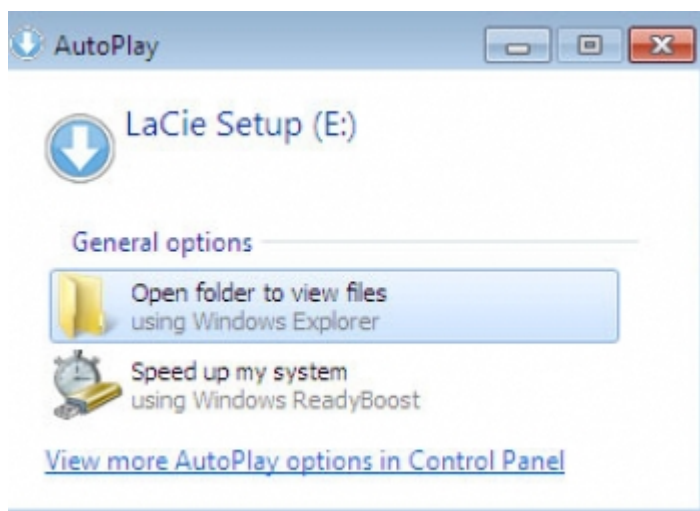 AutoPlay
LaCie Setup (E:)
General options
Open folder to view files
using Windows Explorer
Speed up my system
using Windows ReadyBoost
View more AutoPlay options in Control Panel